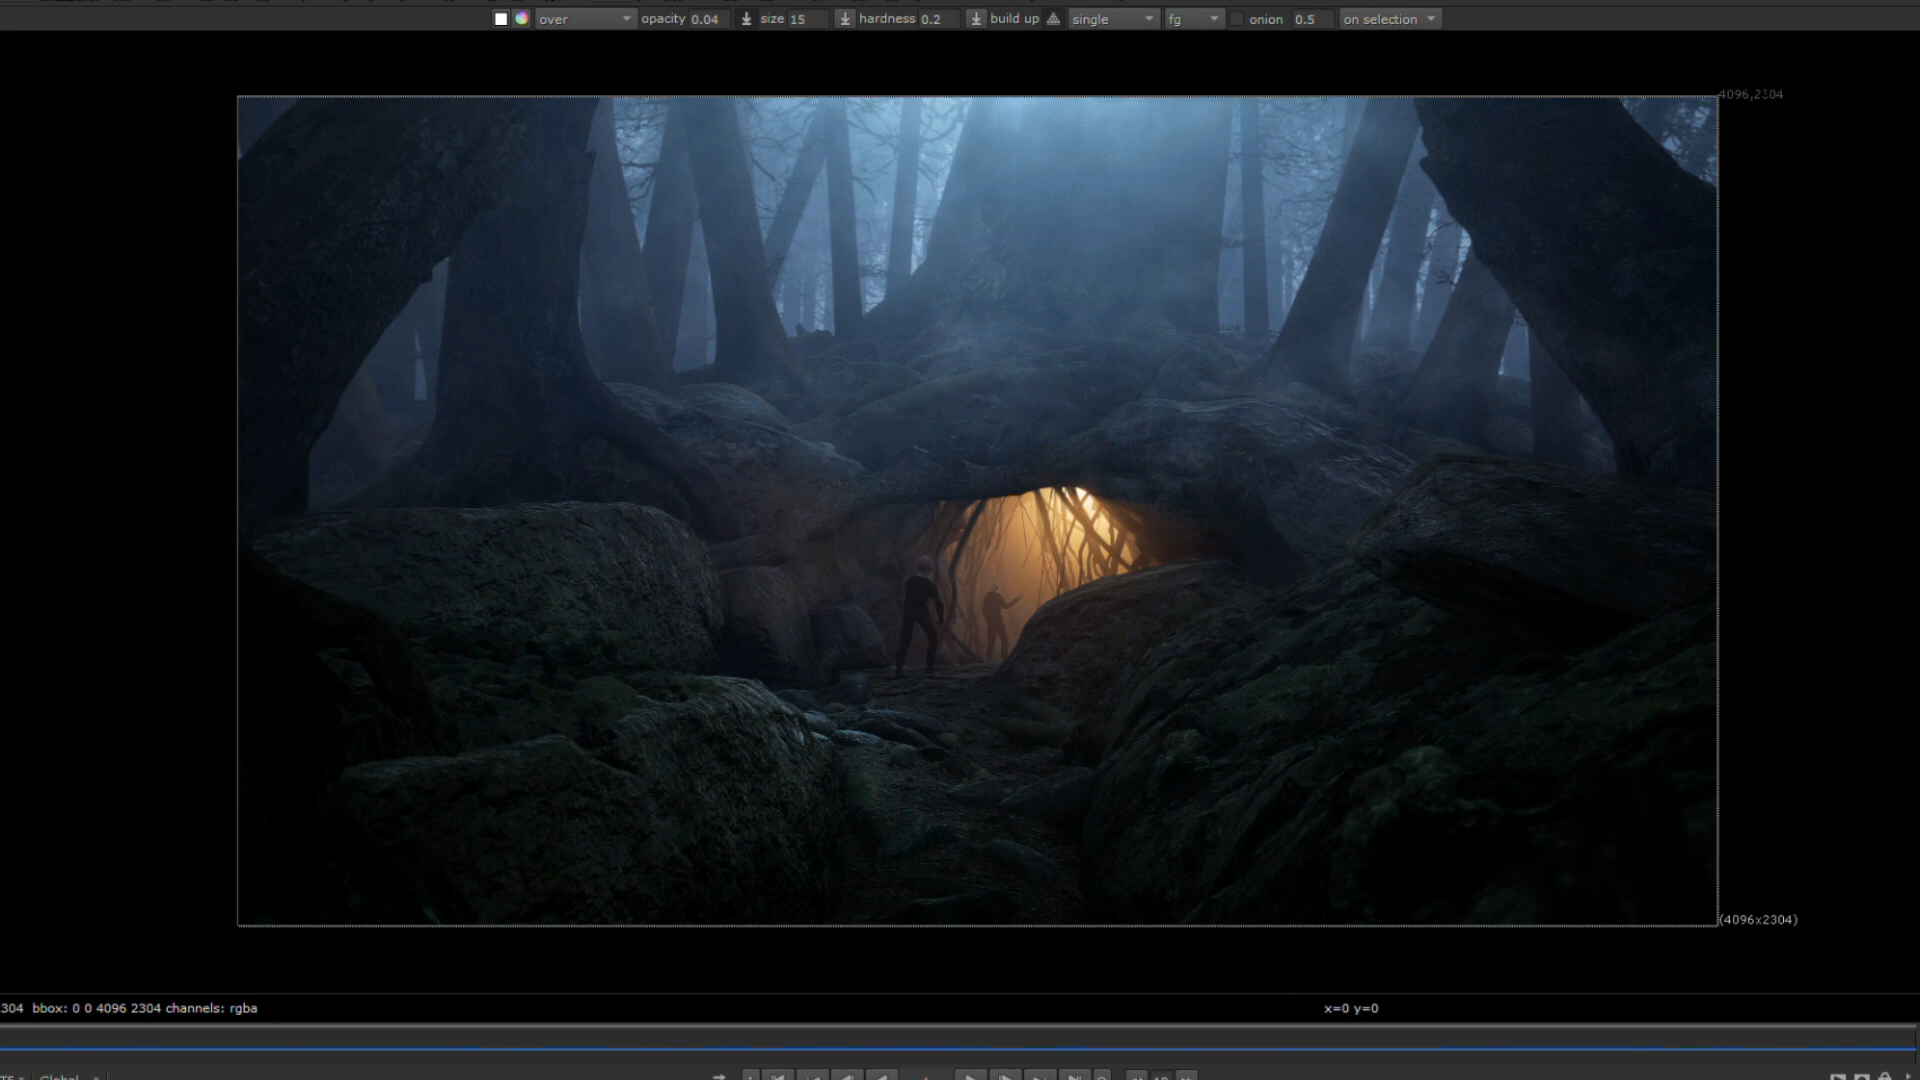 over opacity 0.04 size 15 hardness 0.2 build up single fg onion 0.5 on selection
4096,2304
(4096x2304)
304 bbox: 0 0 4096 2304 channels: rgba x=0 y=0
Global